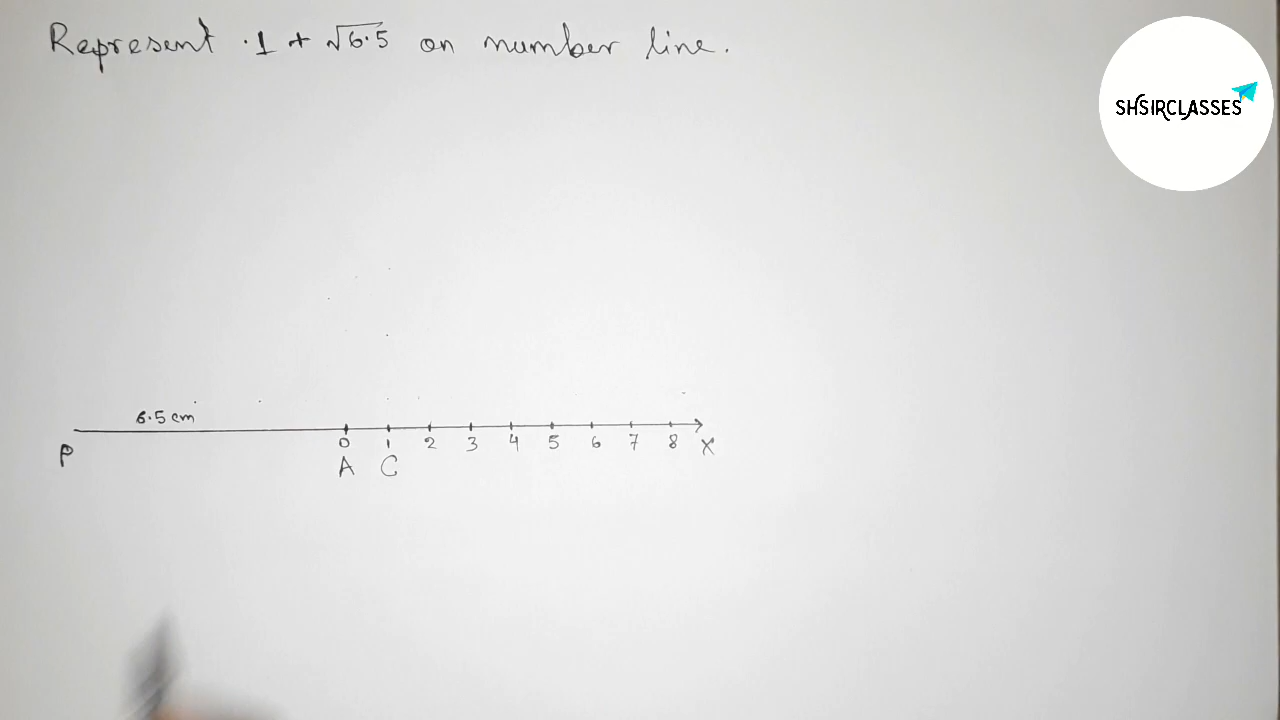 Represent .1 + √6.5 on number line.
SHSIRCLASSES
6.5 cm
P 0 1 2 3 4 5 6 7 8 X
A C